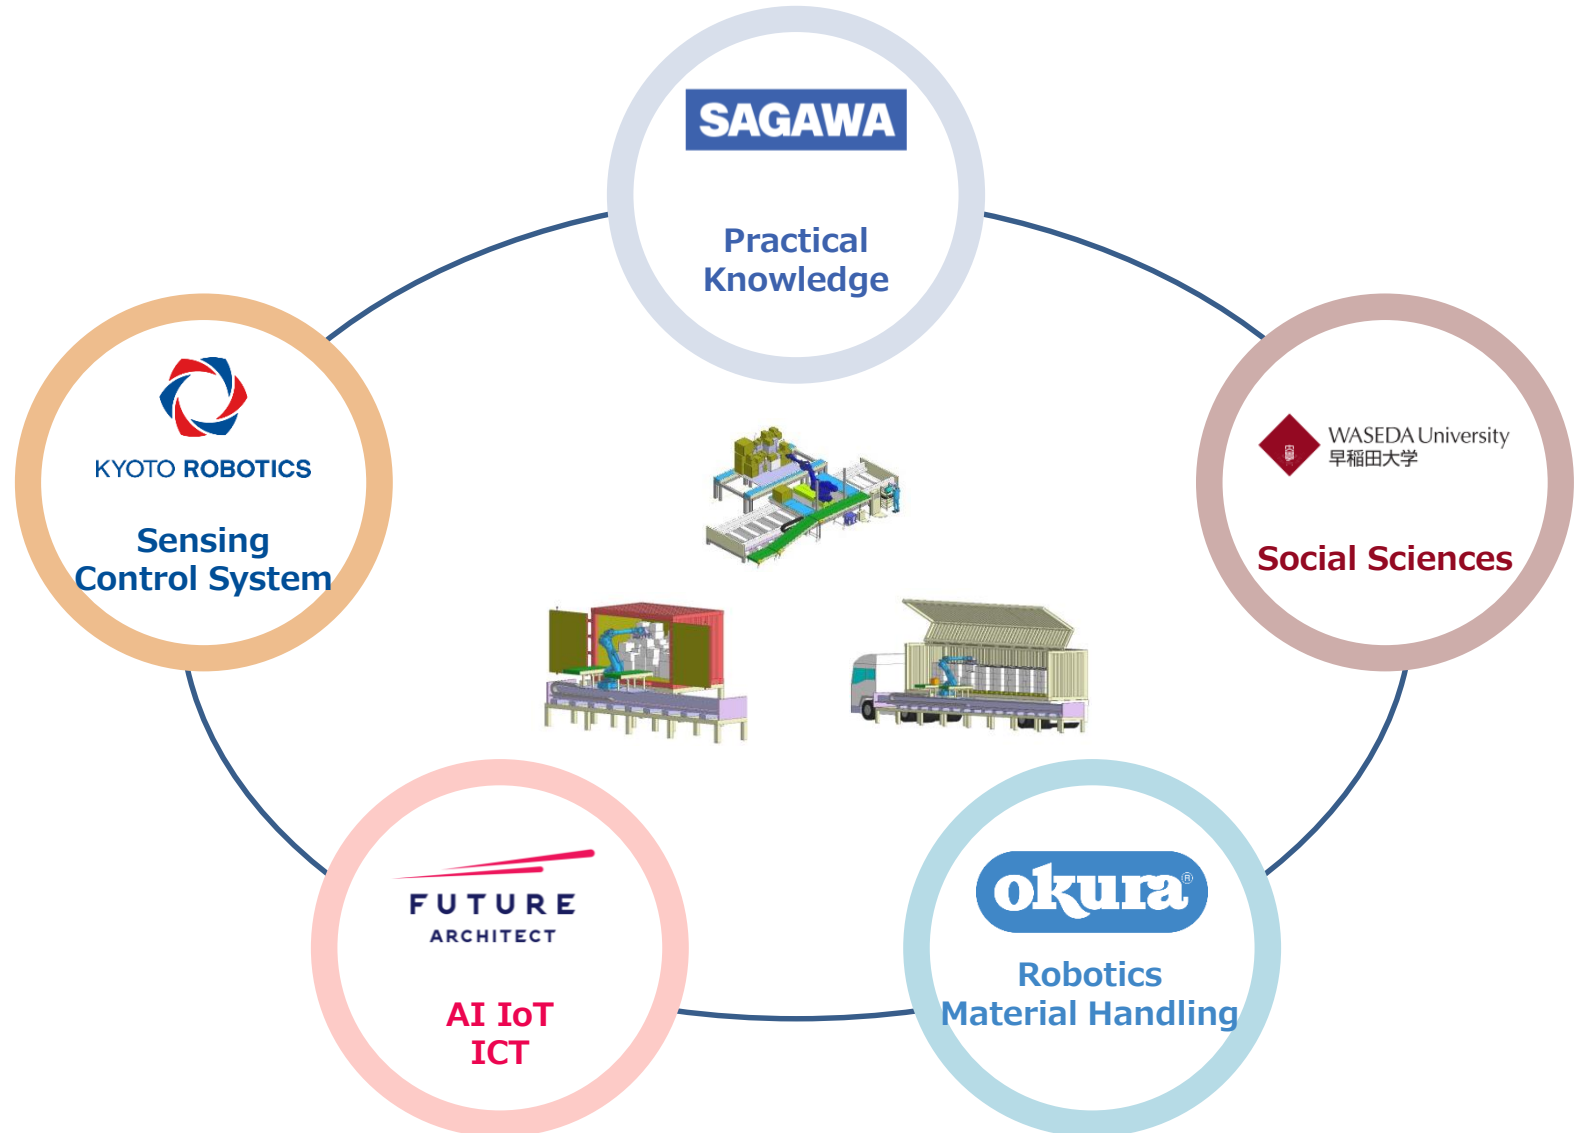 SAGAWA
Practical
Knowledge
KYOTO ROBOTICS
Sensing
Control System
WASEDA University
早稲田大学
Social Sciences
FUTURE
ARCHITECT
AI IoT
ICT
okura®
Robotics
Material Handling